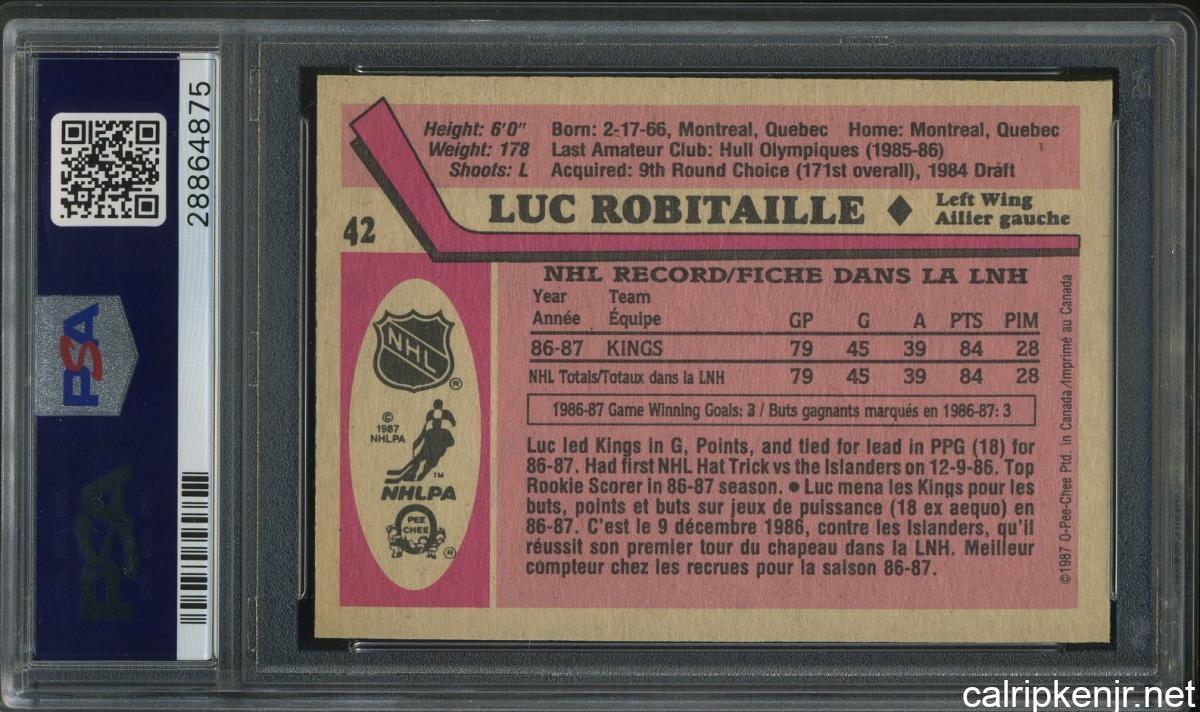 28864875
PSA
PSA
Height: 6'0"
Weight: 178
Shoots: L
Born: 2-17-66, Montreal, Quebec Home: Montreal, Quebec
Last Amateur Club: Hull Olympiques (1985-86)
Acquired: 9th Round Choice (171st overall), 1984 Draft
42
LUC ROBITAILLE ♦ Left Wing
Ailier gauche
NHL RECORD/FICHE DANS LA LNH
Year Team
Année Équipe GP G A PTS PIM
86-87 KINGS 79 45 39 84 28
NHL Totals/Totaux dans la LNH 79 45 39 84 28
1986-87 Game Winning Goals: 3 / Buts gagnants marqués en 1986-87: 3
Luc led Kings in G, Points, and tied for lead in PPG (18) for
86-87. Had first NHL Hat Trick vs the Islanders on 12-9-86. Top
Rookie Scorer in 86-87 season. ● Luc mena les Kings pour les
buts, points et buts sur jeux de puissance (18 ex aequo) en
86-87. C'est le 9 décembre 1986, contre les Islanders, qu'il
réussit son premier tour du chapeau dans la LNH. Meilleur
compteur chez les recrues pour la saison 86-87.
NHL
®
©
1987
NHLPA
™
NHLPA
O
PEE
CHEE
®
©1987 O-Pee-Chee Ptd. in Canada/Imprimé au Canada
calripkenjr.net